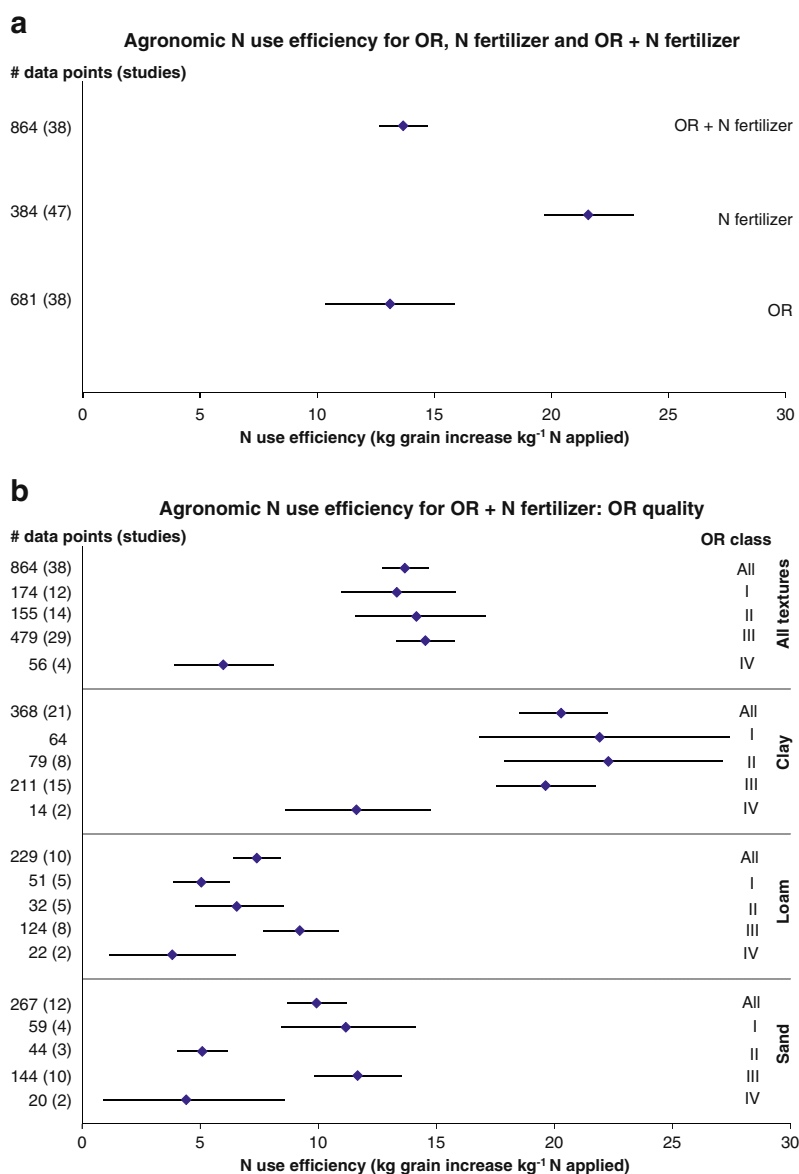 a
Agronomic N use efficiency for OR, N fertilizer and OR + N fertilizer
# data points (studies)
864 (38) OR + N fertilizer
384 (47) N fertilizer
681 (38) OR
0 5 10 15 20 25 30
N use efficiency (kg grain increase kg-1 N applied)
b
Agronomic N use efficiency for OR + N fertilizer: OR quality
# data points (studies) OR class
864 (38) All
174 (12) I
155 (14) II
479 (29) III
56 (4) IV
All textures
368 (21) All
64 I
79 (8) II
211 (15) III
14 (2) IV
Clay
229 (10) All
51 (5) I
32 (5) II
124 (8) III
22 (2) IV
Loam
267 (12) All
59 (4) I
44 (3) II
144 (10) III
20 (2) IV
Sand
0 5 10 15 20 25 30
N use efficiency (kg grain increase kg-1 N applied)